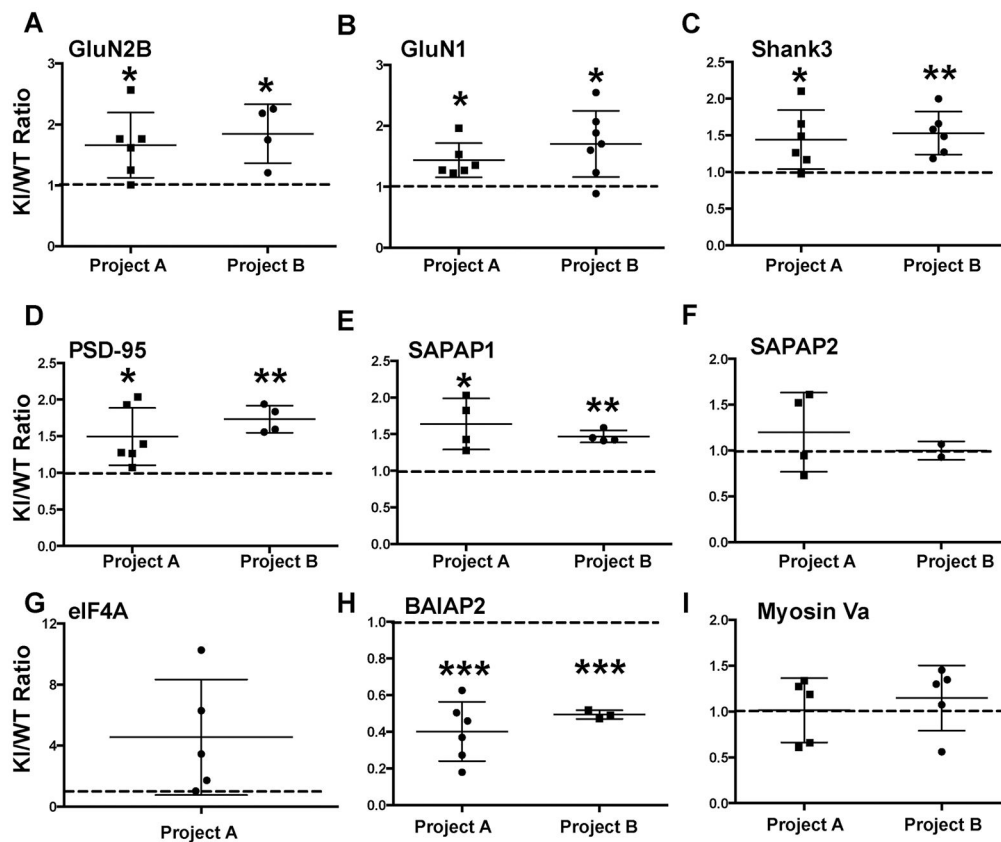 A
GluN2B
*
*
3
2
1
0
KI/WT Ratio
Project A
Project B
B
GluN1
*
*
3
2
1
0
Project A
Project B
C
Shank3
*
**
2.5
2.0
1.5
1.0
0.5
0.0
Project A
Project B
D
PSD-95
*
**
2.5
2.0
1.5
1.0
0.5
0.0
KI/WT Ratio
Project A
Project B
E
SAPAP1
*
**
2.5
2.0
1.5
1.0
0.5
0.0
Project A
Project B
F
SAPAP2
2.0
1.5
1.0
0.5
0.0
Project A
Project B
G
eIF4A
12
8
4
0
KI/WT Ratio
Project A
H
BAIAP2
***
***
1.0
0.8
0.6
0.4
0.2
0.0
Project A
Project B
I
Myosin Va
2.0
1.5
1.0
0.5
0.0
Project A
Project B